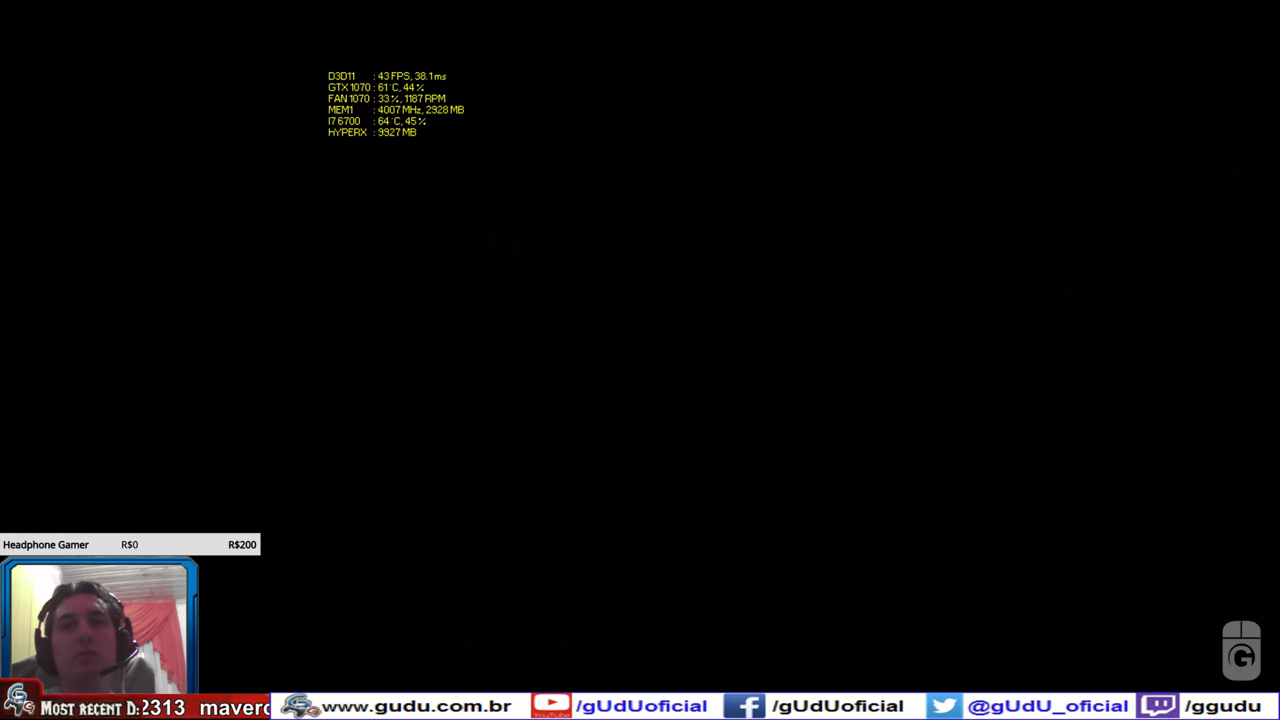 D3D11 : 43 FPS, 38.1ms
GTX 1070 : 61°C, 44 %
FAN 1070 : 33 %, 1187 RPM
MEM1 : 4007 MHz, 2928 MB
I7 6700 : 64 °C, 45 %
HYPERX : 9927 MB
Headphone Gamer R$0 R$200
Most recent D: 2313 maverc
www.gudu.com.br
YouTube
/gUdUoficial
/gUdUoficial
@gUdU_oficial
/ggudu
G